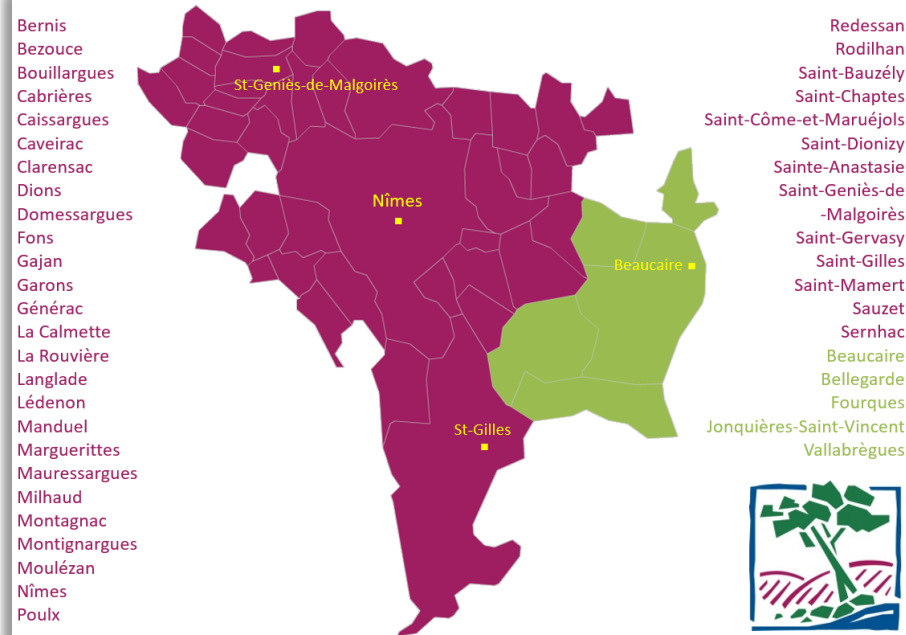 Bernis
Bezouce
Bouillargues
Cabrières
Caissargues
Caveirac
Clarensac
Dions
Domessargues
Fons
Gajan
Garons
Générac
La Calmette
La Rouvière
Langlade
Lédenon
Manduel
Marguerittes
Mauressargues
Milhaud
Montagnac
Montignargues
Moulézan
Nîmes
Poulx
St-Geniès-de-Malgoirès
Nîmes
Beaucaire
St-Gilles
Redessan
Rodilhan
Saint-Bauzély
Saint-Chaptes
Saint-Côme-et-Maruéjols
Saint-Dionizy
Sainte-Anastasie
Saint-Geniès-de
-Malgoirès
Saint-Gervasy
Saint-Gilles
Saint-Mamert
Sauzet
Sernhac
Beaucaire
Bellegarde
Fourques
Jonquières-Saint-Vincent
Vallabrègues